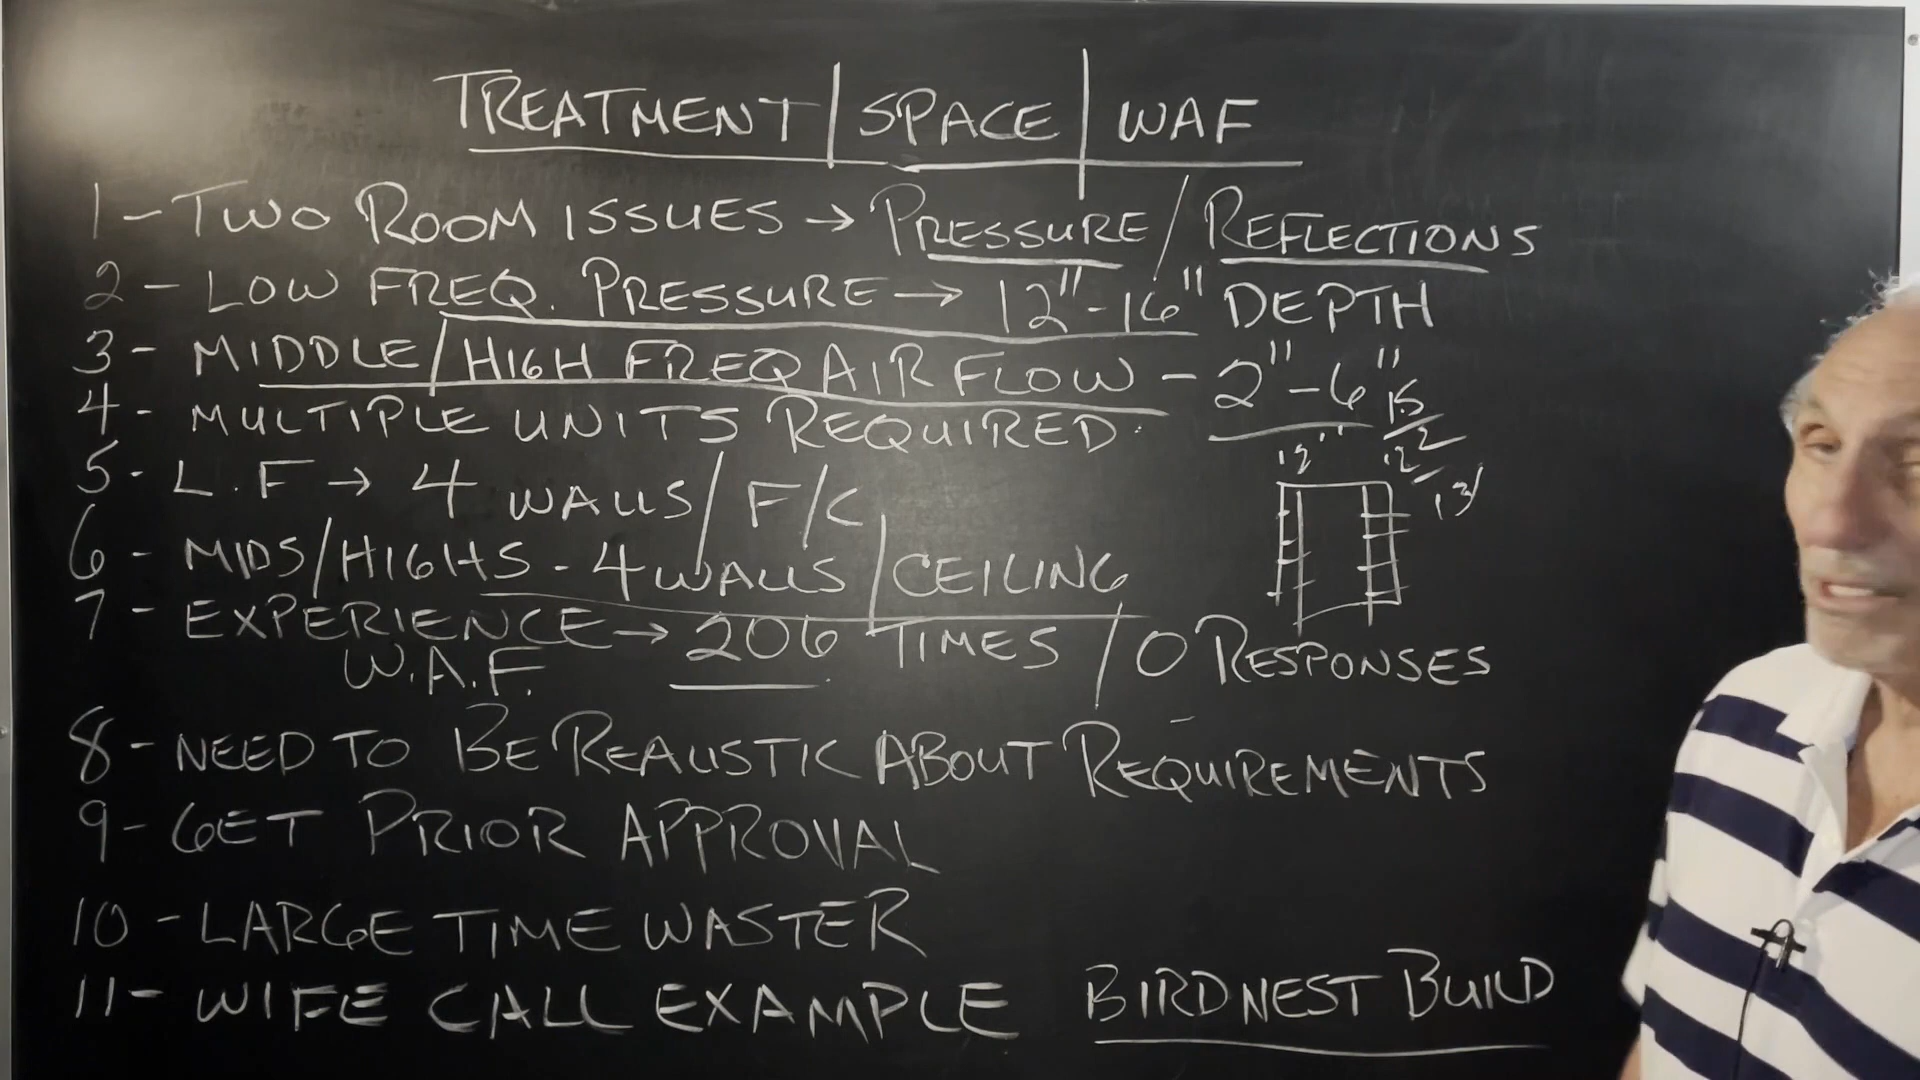 TREATMENT | SPACE | WAF
1 - TWO ROOM ISSUES → PRESSURE / REFLECTIONS
2 - LOW FREQ. PRESSURE → 12" - 16" DEPTH
3 - MIDDLE / HIGH FREQ AIR FLOW - 2" - 6"
4 - MULTIPLE UNITS REQUIRED
5 - L.F → 4 WALLS / F/C
6 - MIDS/HIGHS - 4 WALLS / CEILING
7 - EXPERIENCE → 206 TIMES / 0 RESPONSES
W.A.F.
8 - NEED TO BE REALISTIC ABOUT REQUIREMENTS
9 - GET PRIOR APPROVAL
10 - LARGE TIME WASTER
11 - WIFE CALL EXAMPLE BIRDNEST BUILD